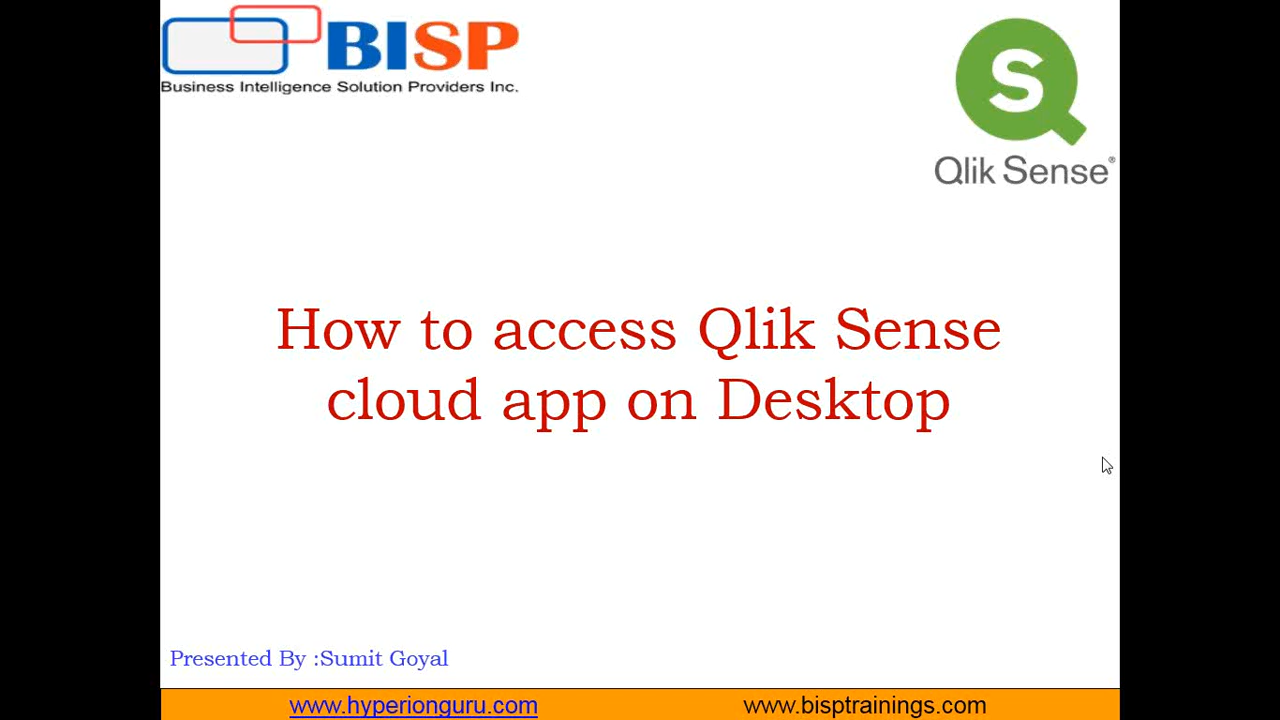 BISP
Business Intelligence Solution Providers Inc.
S
Qlik Sense®
How to access Qlik Sense
cloud app on Desktop
Presented By :Sumit Goyal
www.hyperionguru.com www.bisptrainings.com